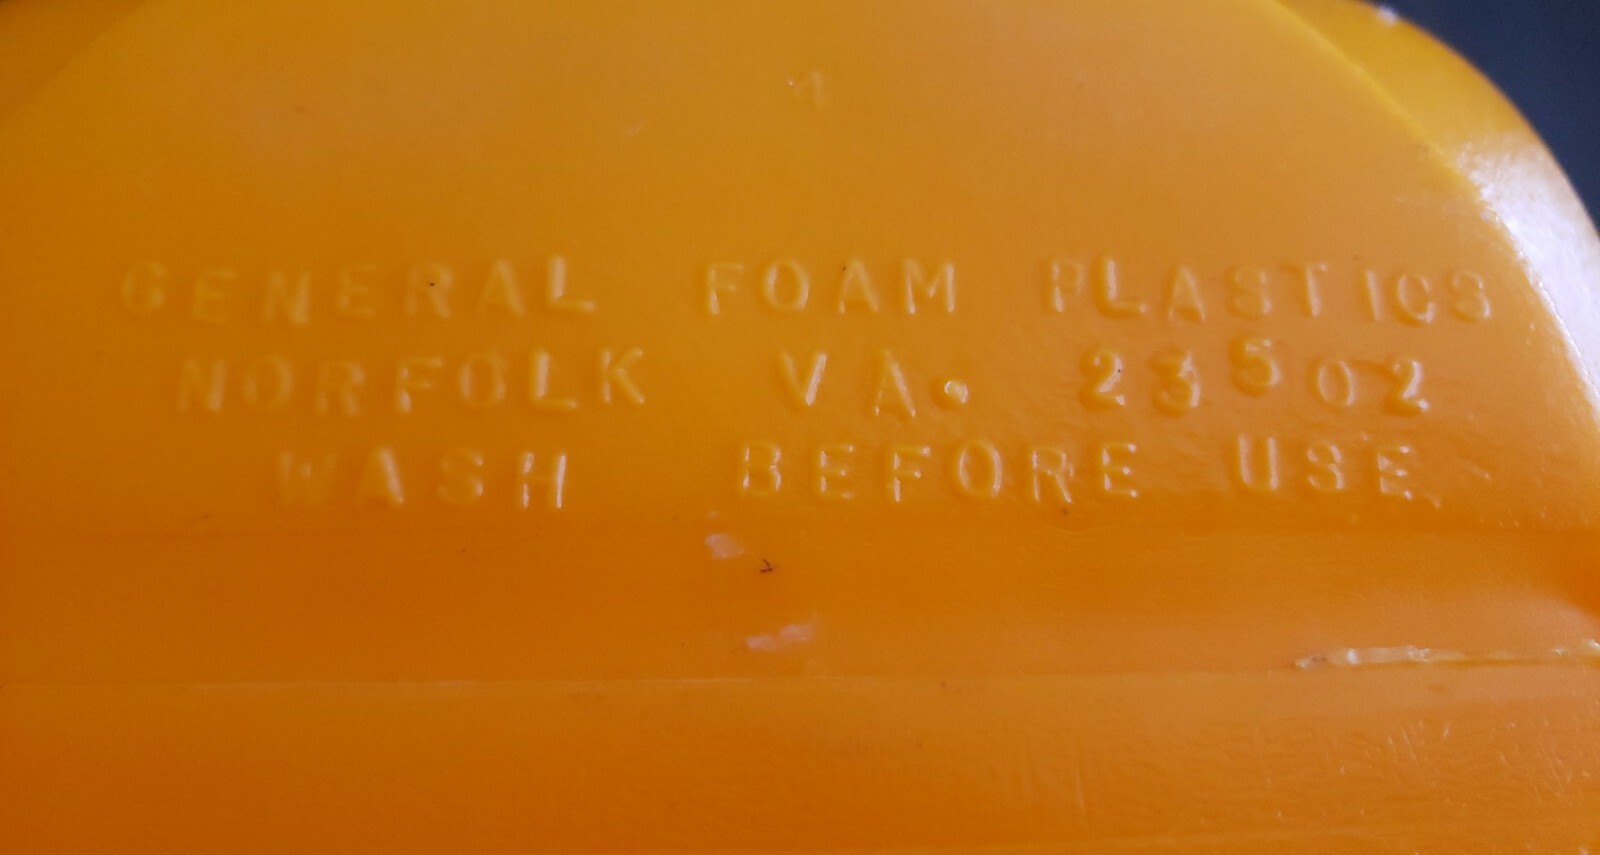 GENERAL FOAM PLASTICS
NORFOLK VA. 23502
WASH BEFORE USE